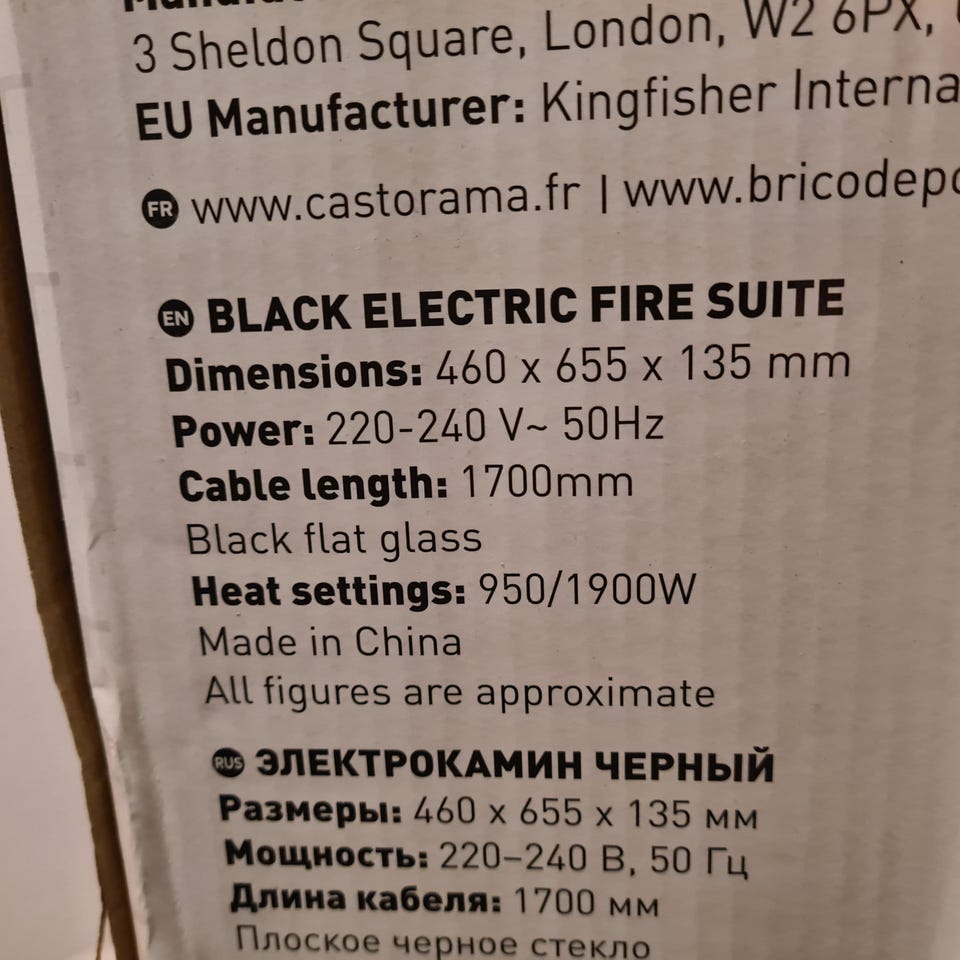 3 Sheldon Square, London, W2 6PX,
EU Manufacturer: Kingfisher
FR www.castorama.fr |
EN BLACK ELECTRIC FIRE SUITE
Dimensions: 460 x 655 x 135 mm
Power: 220-240 V~ 50Hz
Cable length: 1700mm
Black flat glass
Heat settings: 950/1900W
Made in China
All figures are approximate
RUS ЭЛЕКТРОКАМИН ЧЕРНЫЙ
Размеры: 460 x 655 x 135 мм
Мощность: 220–240 В, 50 Гц
Длина кабеля: 1700 мм
Плоское черное стекло